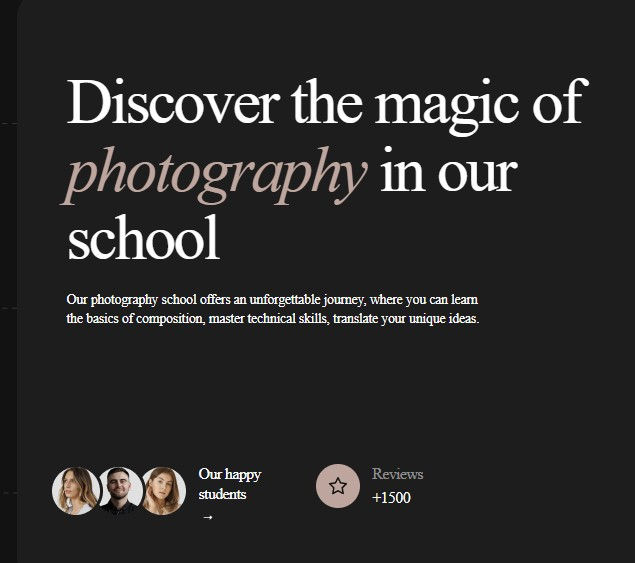 Discover the magic of
photography in our
school
Our photography school offers an unforgettable journey, where you can learn
the basics of composition, master technical skills, translate your unique ideas.
Our happy
students
→
Reviews
+1500